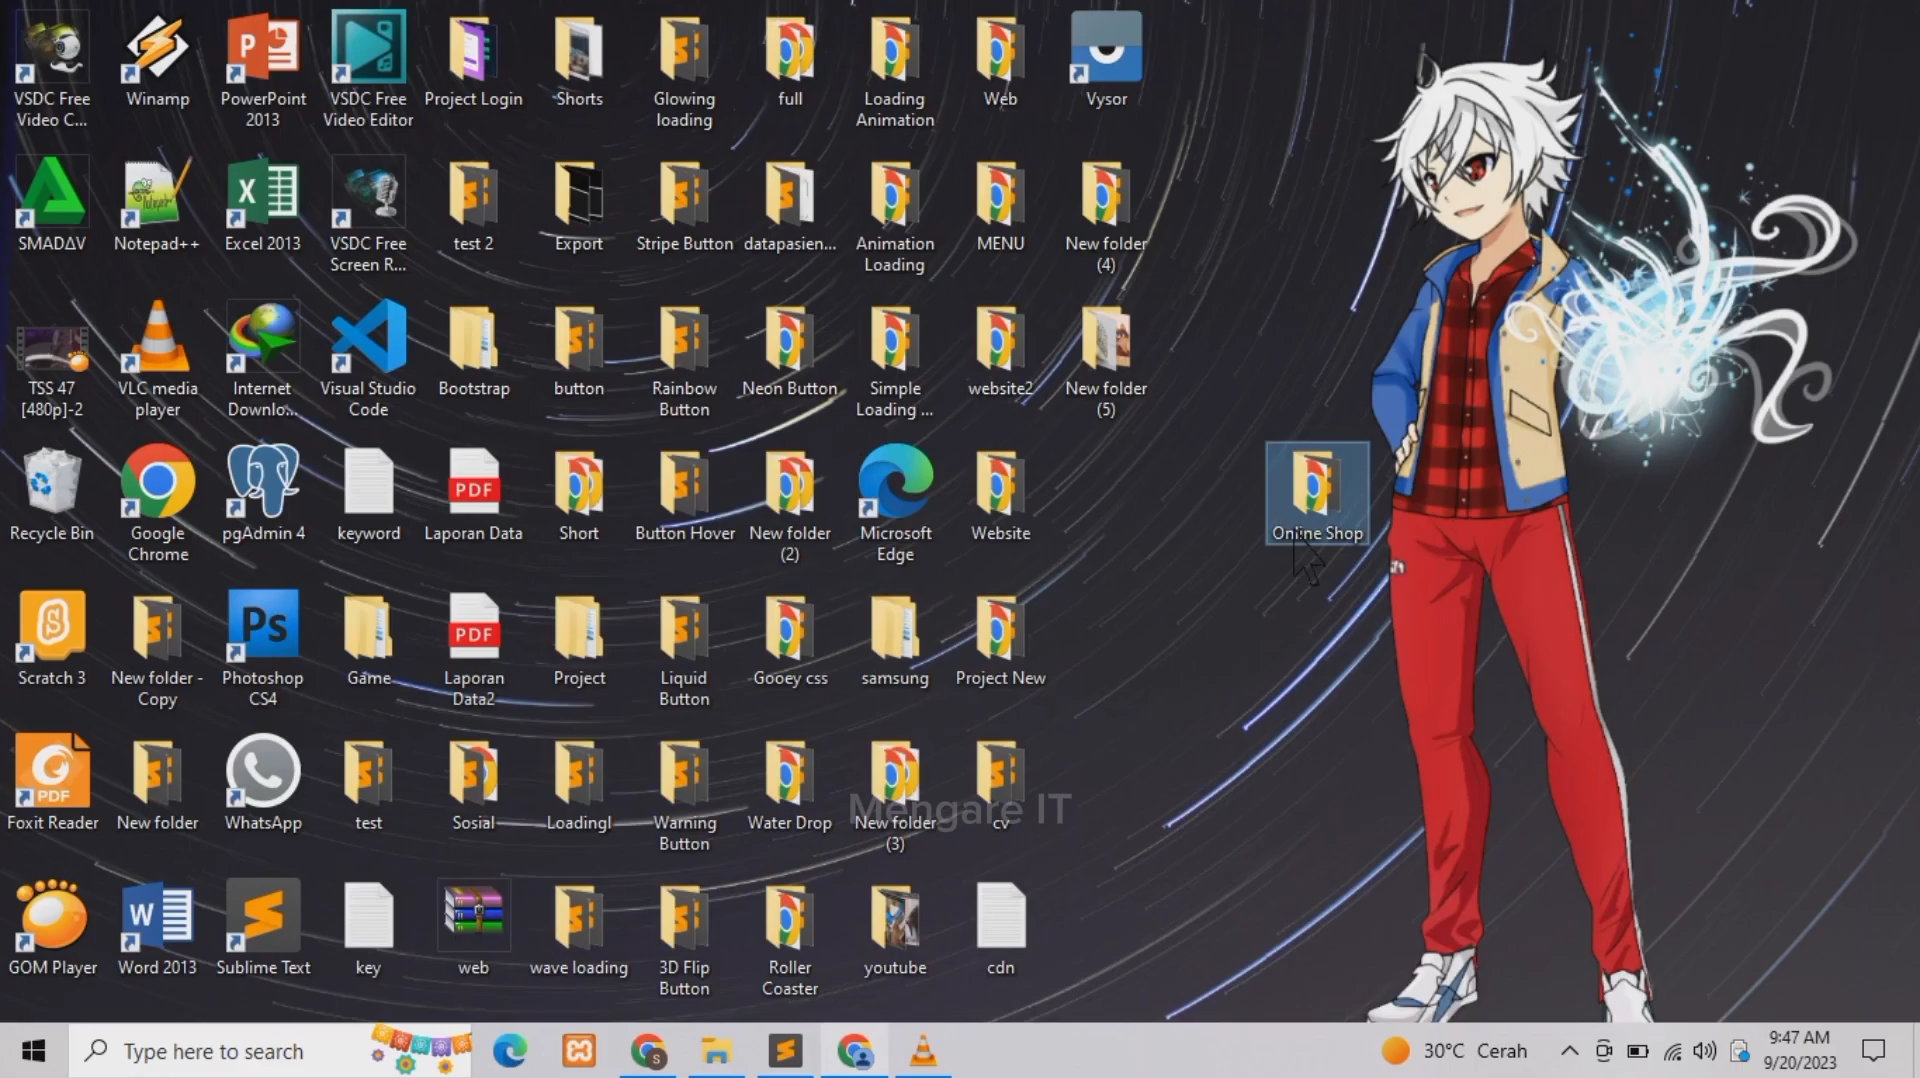 VSDC Free
Video C...
Winamp
PowerPoint
2013
VSDC Free
Video Editor
Project Login
Shorts
Glowing
loading
full
Loading
Animation
Web
Vysor
SMADΔV
Notepad++
Excel 2013
VSDC Free
Screen R...
test 2
Export
Stripe Button
datapasien...
Animation
Loading
MENU
New folder
(4)
TSS 47
[480p]-2
VLC media
player
Internet
Downlo...
Visual Studio
Code
Bootstrap
button
Rainbow
Button
Neon Button
Simple
Loading ...
website2
New folder
(5)
Recycle Bin
Google
Chrome
pgAdmin 4
keyword
PDF
Laporan Data
Short
Button Hover
New folder
(2)
Microsoft
Edge
Website
Online Shop
Scratch 3
New folder -
Copy
Ps
Photoshop
CS4
Game
PDF
Laporan
Data2
Project
Liquid
Button
Gooey css
samsung
Project New
PDF
Foxit Reader
New folder
WhatsApp
test
Sosial
Loadingl
Warning
Button
Water Drop
New folder
(3)
cv
Mengare IT
GOM Player
Word 2013
Sublime Text
key
web
wave loading
3D Flip
Button
Roller
Coaster
youtube
cdn
Type here to search
30°C Cerah
9:47 AM
9/20/2023